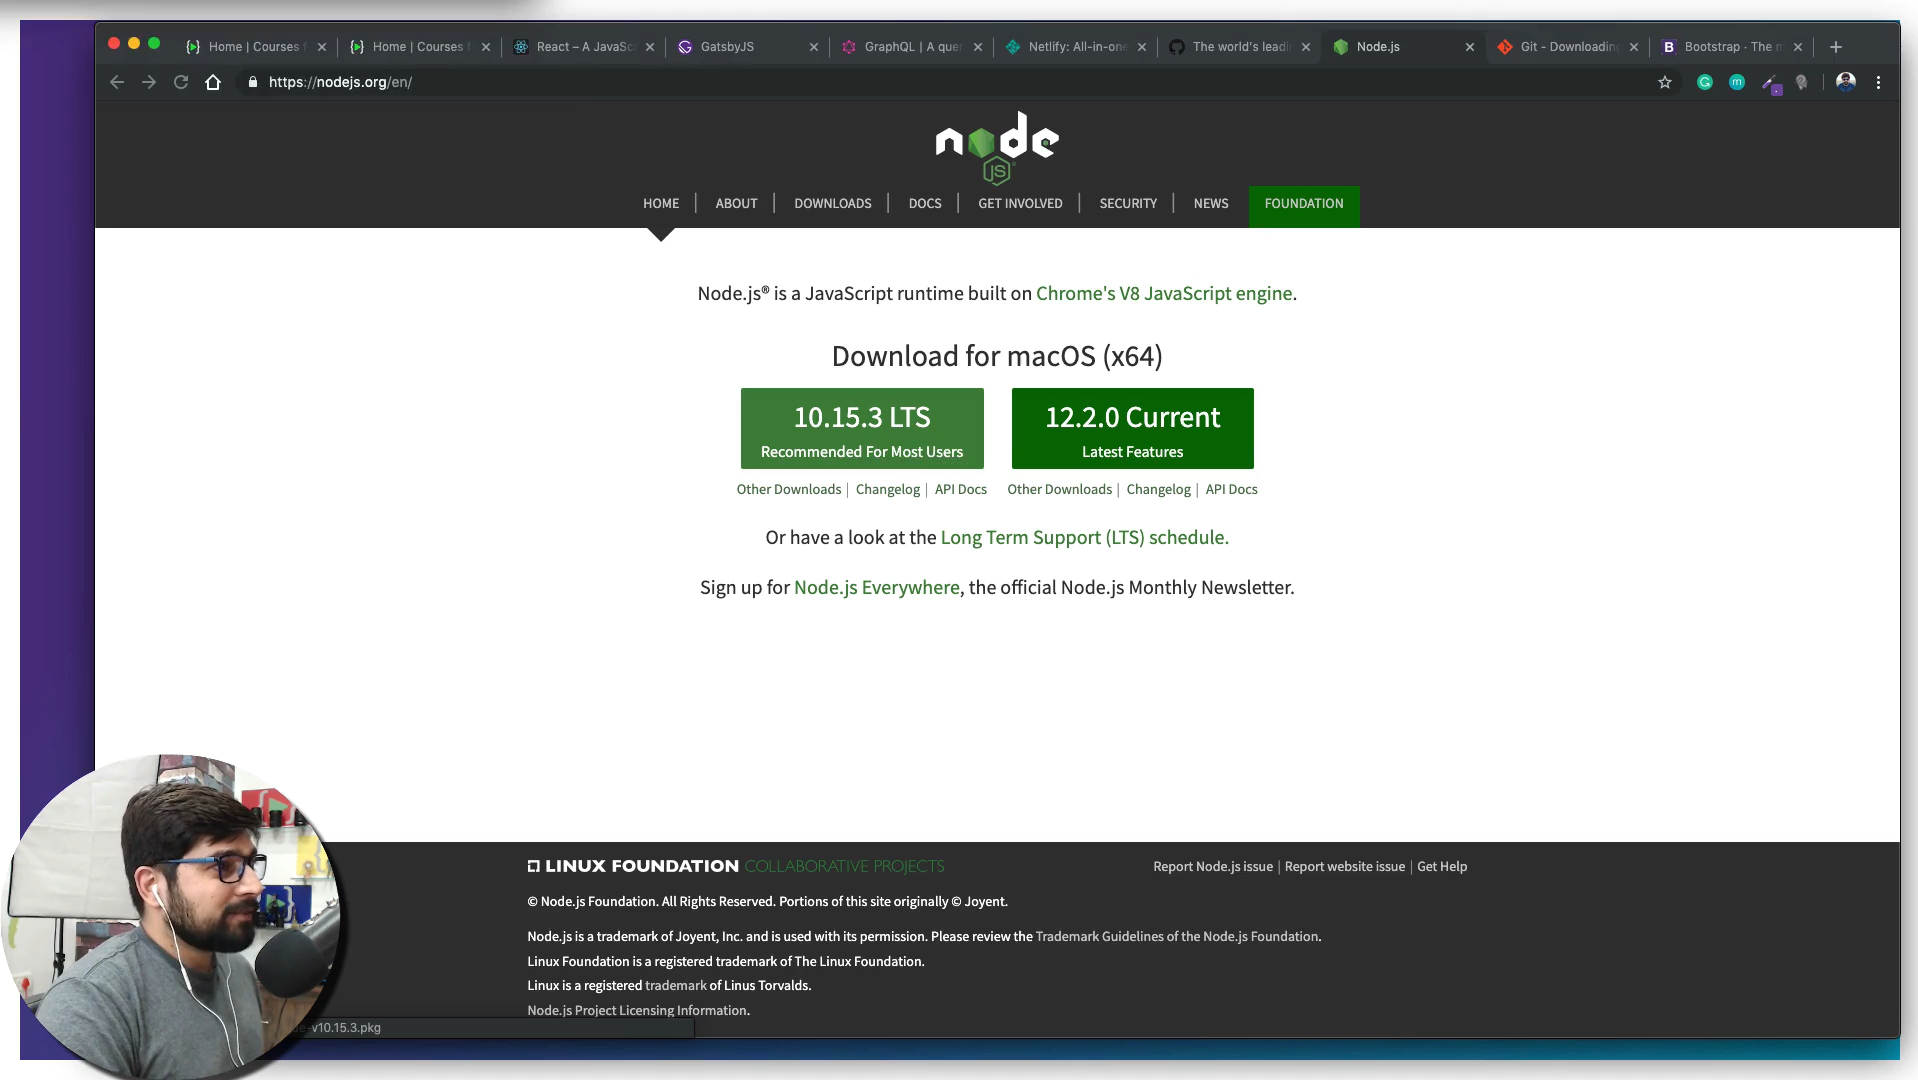 Home | Courses
Home | Courses
React – A JavaSc
GatsbyJS
GraphQL | A que
Netlify: All-in-one
The world's leadi
Node.js
Git - Downloading
Bootstrap · The m
https://nodejs.org/en/
node
JS
HOME
ABOUT
DOWNLOADS
DOCS
GET INVOLVED
SECURITY
NEWS
FOUNDATION
Node.js® is a JavaScript runtime built on Chrome's V8 JavaScript engine.
Download for macOS (x64)
10.15.3 LTS
Recommended For Most Users
12.2.0 Current
Latest Features
Other Downloads | Changelog | API Docs
Other Downloads | Changelog | API Docs
Or have a look at the Long Term Support (LTS) schedule.
Sign up for Node.js Everywhere, the official Node.js Monthly Newsletter.
LINUX FOUNDATION COLLABORATIVE PROJECTS
Report Node.js issue | Report website issue | Get Help
© Node.js Foundation. All Rights Reserved. Portions of this site originally © Joyent.
Node.js is a trademark of Joyent, Inc. and is used with its permission. Please review the Trademark Guidelines of the Node.js Foundation.
Linux Foundation is a registered trademark of The Linux Foundation.
Linux is a registered trademark of Linus Torvalds.
Node.js Project Licensing Information.
-v10.15.3.pkg